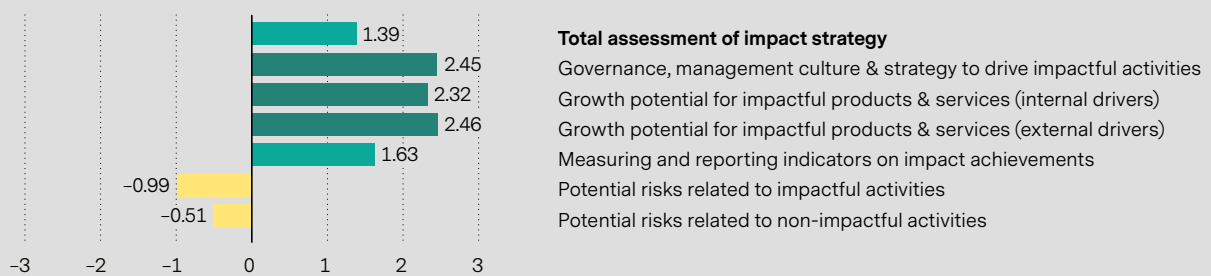 1.39 Total assessment of impact strategy
2.45 Governance, management culture & strategy to drive impactful activities
2.32 Growth potential for impactful products & services (internal drivers)
2.46 Growth potential for impactful products & services (external drivers)
1.63 Measuring and reporting indicators on impact achievements
−0.99 Potential risks related to impactful activities
−0.51 Potential risks related to non-impactful activities
−3 −2 −1 0 1 2 3